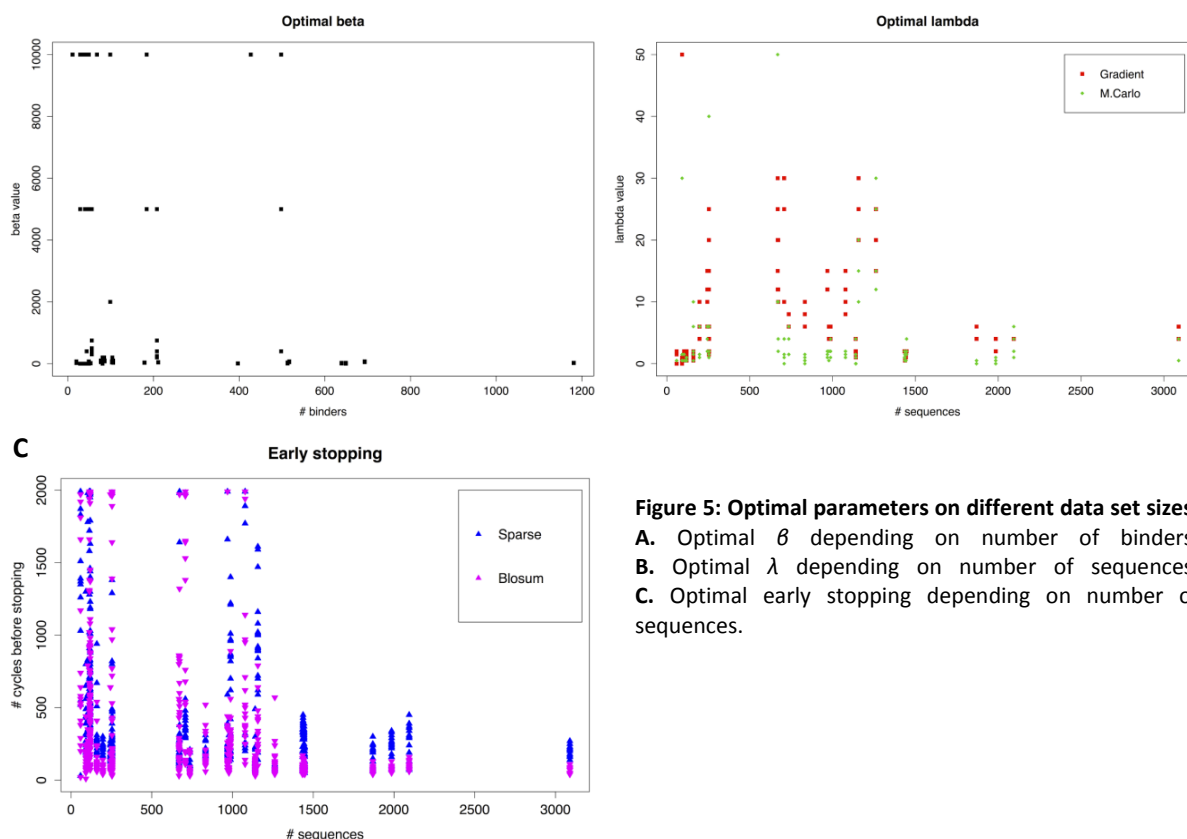 Optimal beta
beta value
0
2000
4000
6000
8000
10000
0 200 400 600 800 1000 1200
# binders
Optimal lambda
lambda value
0
10
20
30
40
50
0 500 1000 1500 2000 2500 3000
# sequences
Gradient
M.Carlo
C
Early stopping
# cycles before stopping
0
500
1000
1500
2000
0 500 1000 1500 2000 2500 3000
# sequences
Sparse
Blosum
Figure 5: Optimal parameters on different data set sizes
A. Optimal β depending on number of binders
B. Optimal λ depending on number of sequences
C. Optimal early stopping depending on number o
sequences.